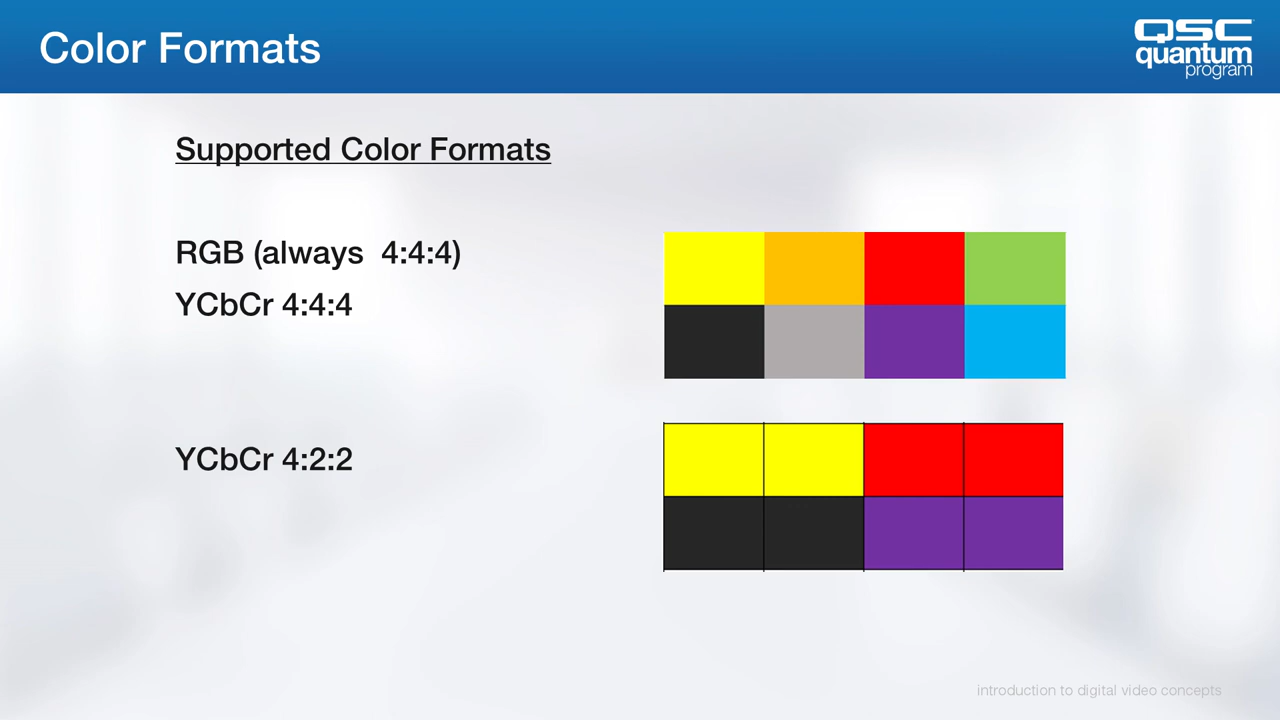 Color Formats
QSC
quantum
program
Supported Color Formats
RGB (always 4:4:4)
YCbCr 4:4:4
YCbCr 4:2:2
introduction to digital video concepts